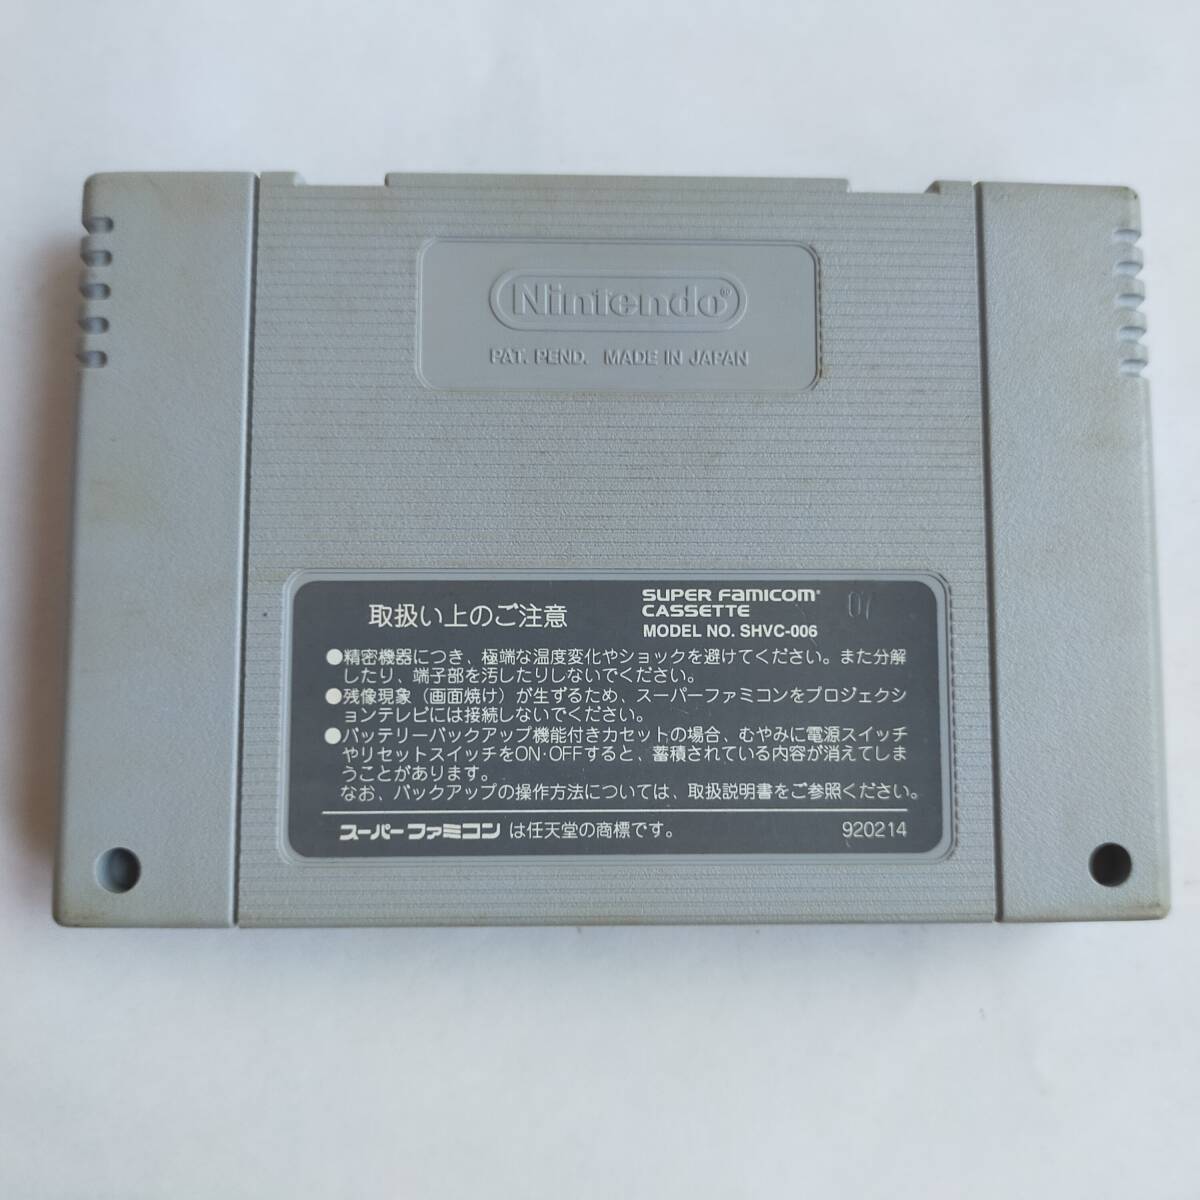 Nintendo®
PAT. PEND. MADE IN JAPAN
取扱い上のご注意
SUPER FAMICOM®
CASSETTE
MODEL NO. SHVC-006
07
●精密機器につき、極端な温度変化やショックを避けてください。また分解
したり、端子部を汚したりしないでください。
●残像現象（画面焼け）が生ずるため、スーパーファミコンをプロジェクシ
ョンテレビには接続しないでください。
●バッテリーバックアップ機能付きカセットの場合、むやみに電源スイッチ
やリセットスイッチをON・OFFすると、蓄積されている内容が消えてしま
うことがあります。
なお、バックアップの操作方法については、取扱説明書をご参照ください。
スーパーファミコン は任天堂の商標です。
920214